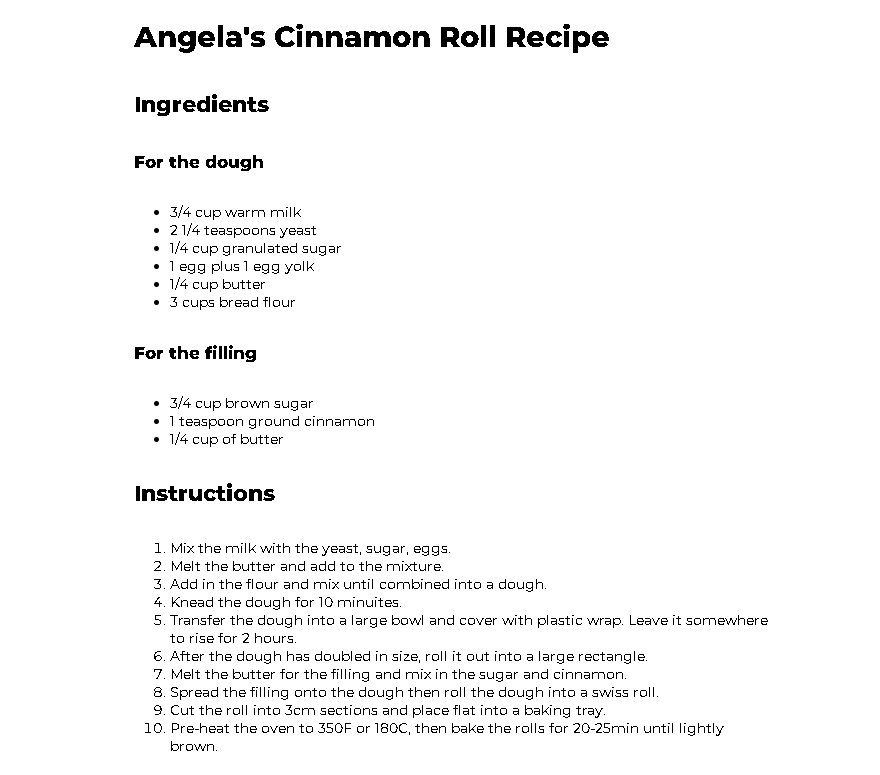 Angela's Cinnamon Roll Recipe
Ingredients
For the dough
• 3/4 cup warm milk
• 2 1/4 teaspoons yeast
• 1/4 cup granulated sugar
• 1 egg plus 1 egg yolk
• 1/4 cup butter
• 3 cups bread flour
For the filling
• 3/4 cup brown sugar
• 1 teaspoon ground cinnamon
• 1/4 cup of butter
Instructions
1. Mix the milk with the yeast, sugar, eggs.
2. Melt the butter and add to the mixture.
3. Add in the flour and mix until combined into a dough.
4. Knead the dough for 10 minuites.
5. Transfer the dough into a large bowl and cover with plastic wrap. Leave it somewhere
to rise for 2 hours.
6. After the dough has doubled in size, roll it out into a large rectangle.
7. Melt the butter for the filling and mix in the sugar and cinnamon.
8. Spread the filling onto the dough then roll the dough into a swiss roll.
9. Cut the roll into 3cm sections and place flat into a baking tray.
10. Pre-heat the oven to 350F or 180C, then bake the rolls for 20-25min until lightly
brown.